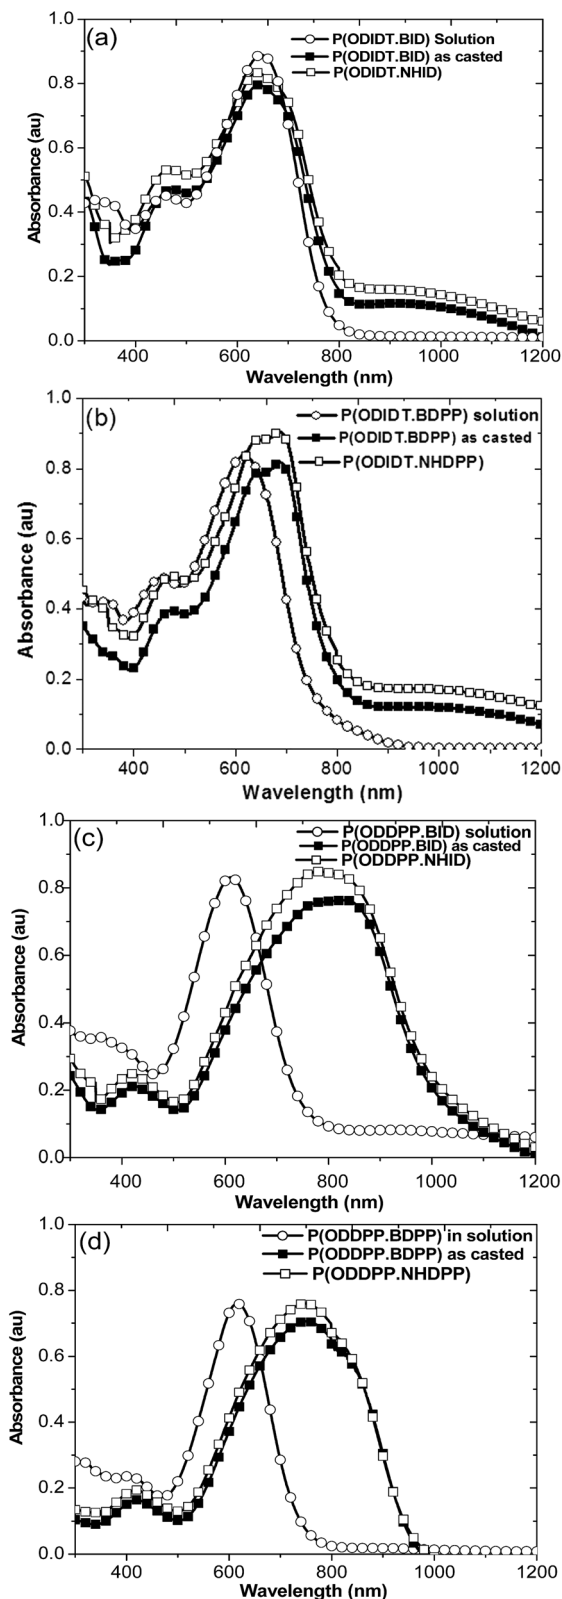 (a)
P(ODIDT.BID) Solution
P(ODIDT.BID) as casted
P(ODIDT.NHID)
1.0
0.8
0.6
0.4
0.2
0.0
Absorbance (au)
400 600 800 1000 1200
Wavelength (nm)
(b)
P(ODIDT.BDPP) solution
P(ODIDT.BDPP) as casted
P(ODIDT.NHDPP)
1.0
0.8
0.6
0.4
0.2
0.0
Absorbance (au)
400 600 800 1000 1200
Wavelength (nm)
(c)
P(ODDPP.BID) solution
P(ODDPP.BID) as casted
P(ODDPP.NHID)
1.0
0.8
0.6
0.4
0.2
0.0
Absorbance (au)
400 600 800 1000 1200
Wavelength (nm)
(d)
P(ODDPP.BDPP) in solution
P(ODDPP.BDPP) as casted
P(ODDPP.NHDPP)
1.0
0.8
0.6
0.4
0.2
0.0
Absorbance (au)
400 600 800 1000 1200
Wavelength (nm)